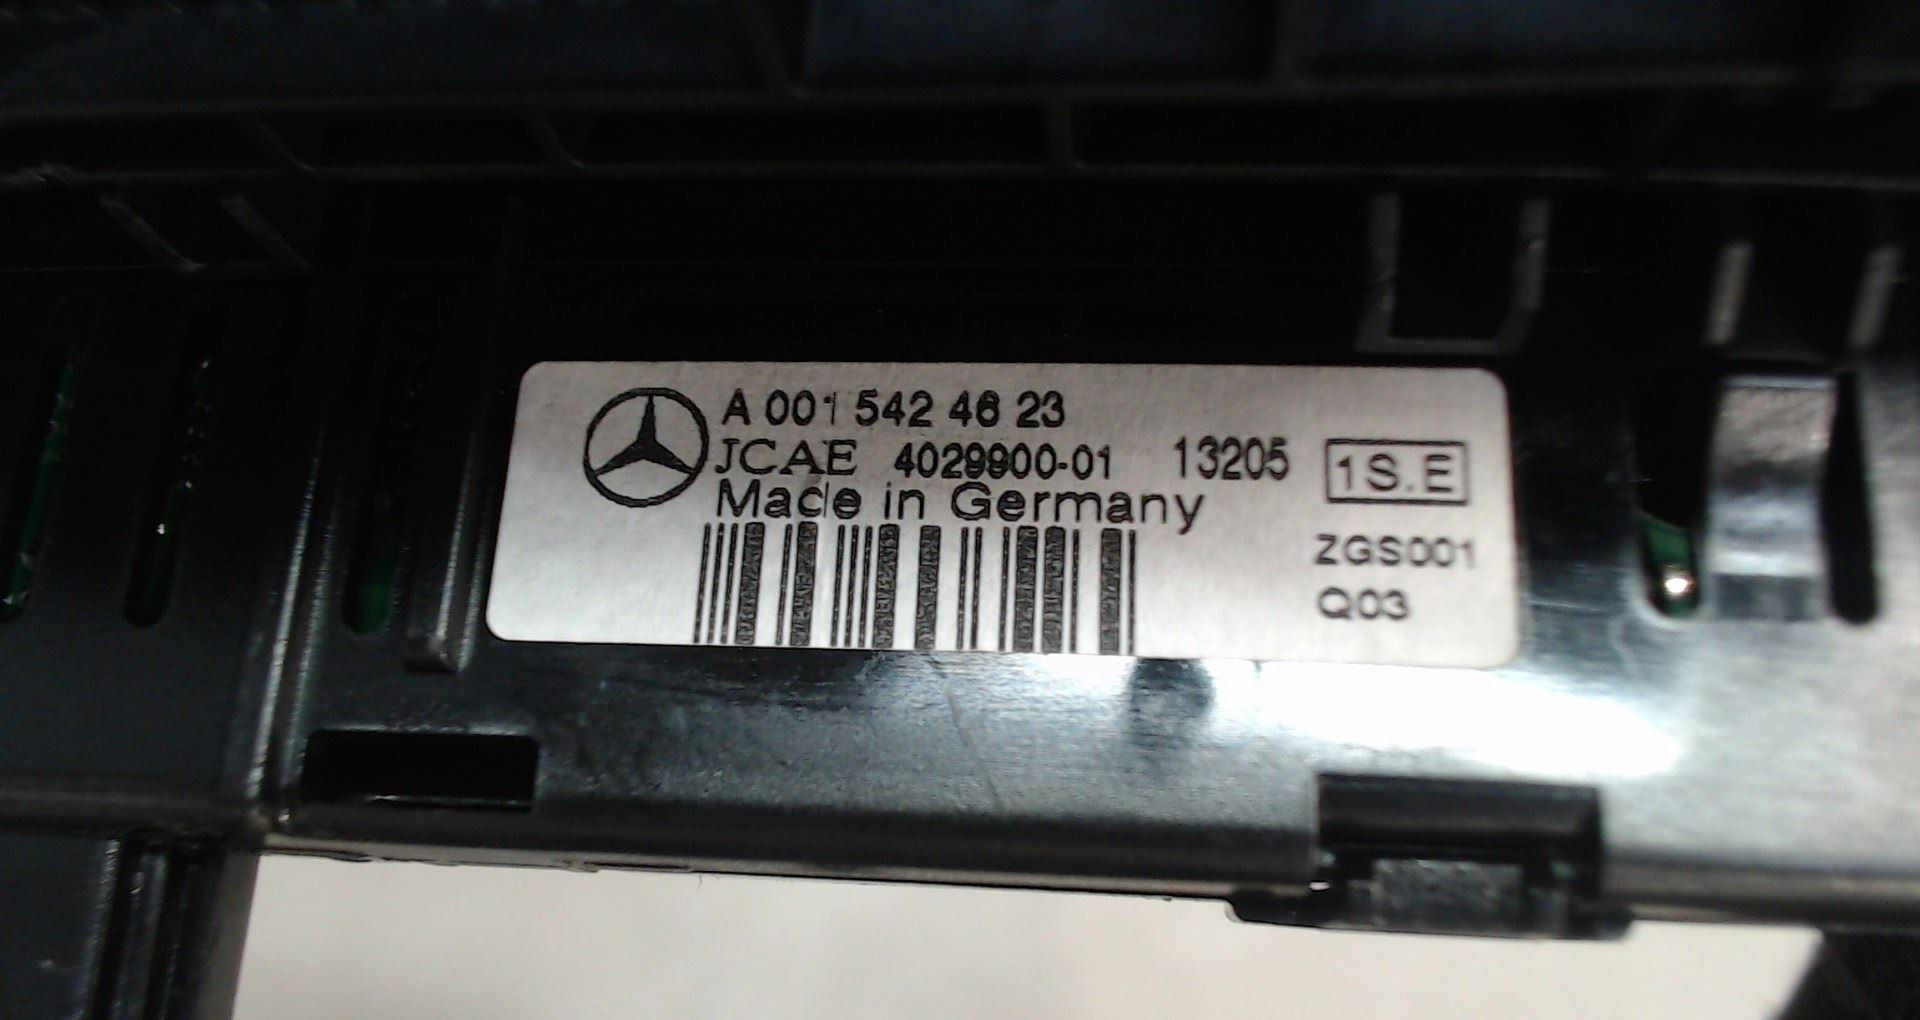 A 001 542 46 23
JCAE 4029900-01 13205 1S.E
Made in Germany
ZGS001
Q03